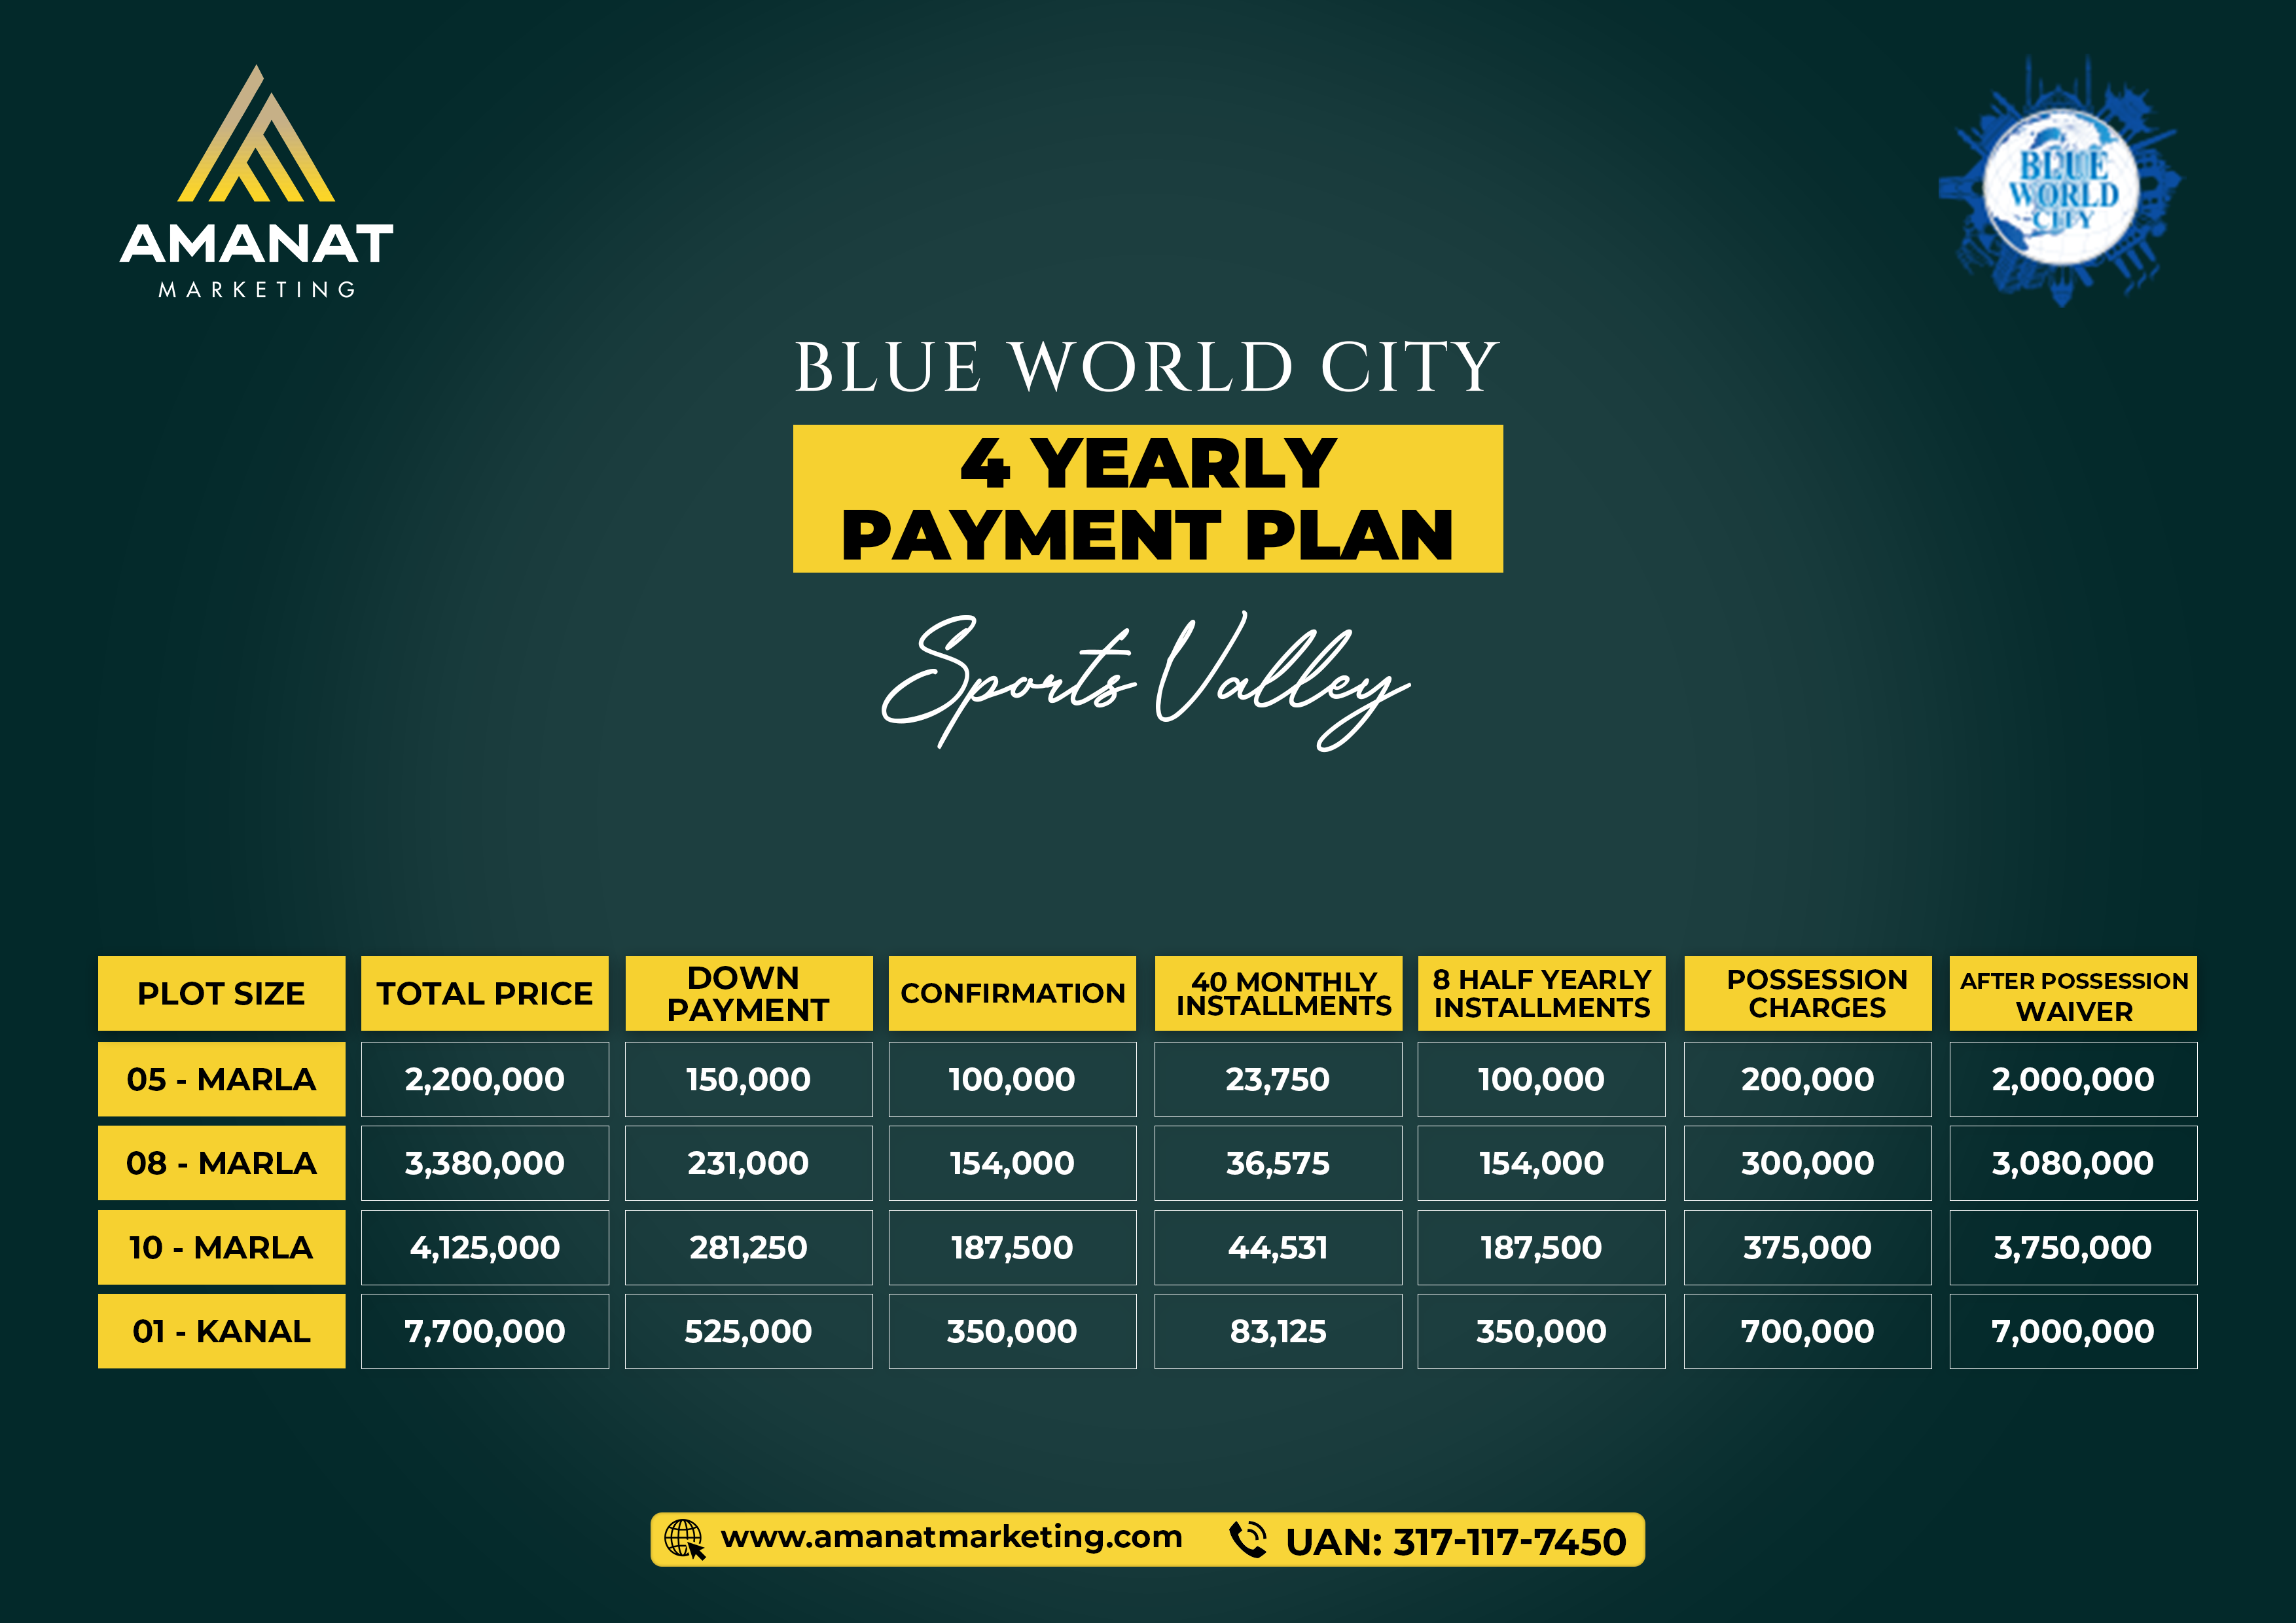 AMANAT
MARKETING
BLUE
WORLD
CITY
BLUE WORLD CITY
4 YEARLY
PAYMENT PLAN
Sports Valley
PLOT SIZE TOTAL PRICE DOWN PAYMENT CONFIRMATION 40 MONTHLY INSTALLMENTS 8 HALF YEARLY INSTALLMENTS POSSESSION CHARGES AFTER POSSESSION WAIVER
05 - MARLA 2,200,000 150,000 100,000 23,750 100,000 200,000 2,000,000
08 - MARLA 3,380,000 231,000 154,000 36,575 154,000 300,000 3,080,000
10 - MARLA 4,125,000 281,250 187,500 44,531 187,500 375,000 3,750,000
01 - KANAL 7,700,000 525,000 350,000 83,125 350,000 700,000 7,000,000
www.amanatmarketing.com UAN: 317-117-7450